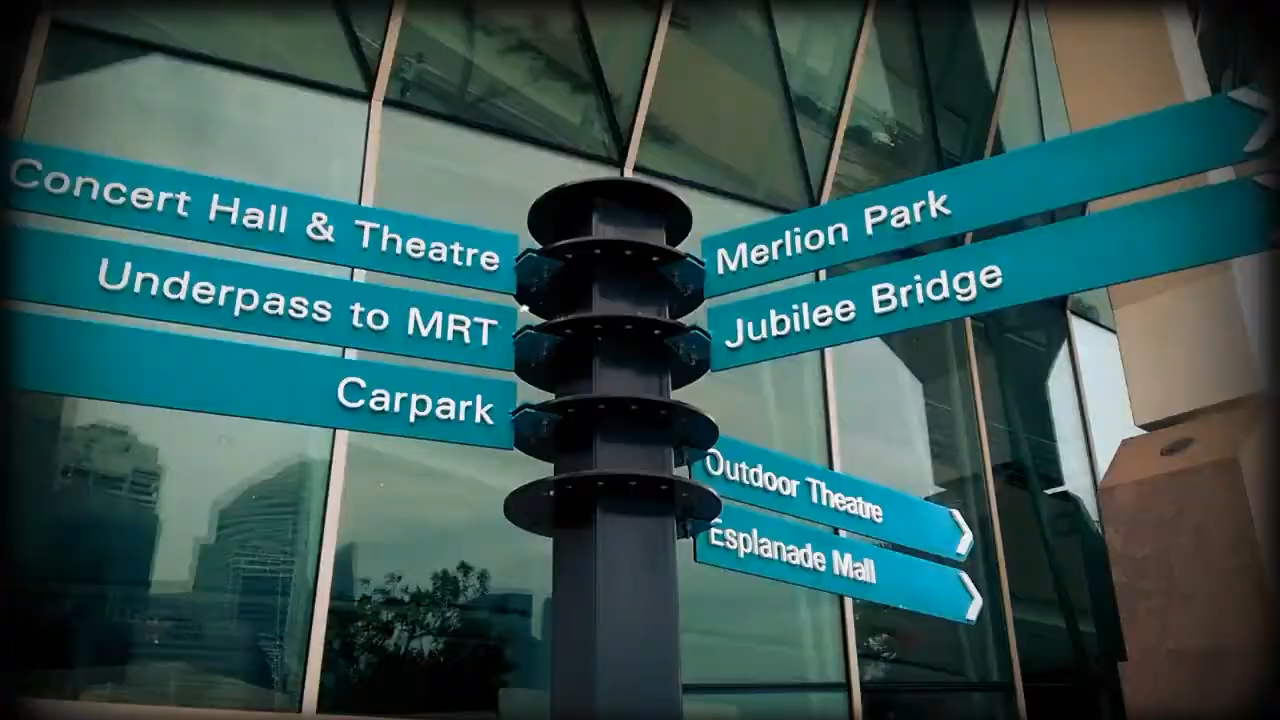 Concert Hall & Theatre
Underpass to MRT
Carpark
Merlion Park
Jubilee Bridge
Outdoor Theatre
Esplanade Mall